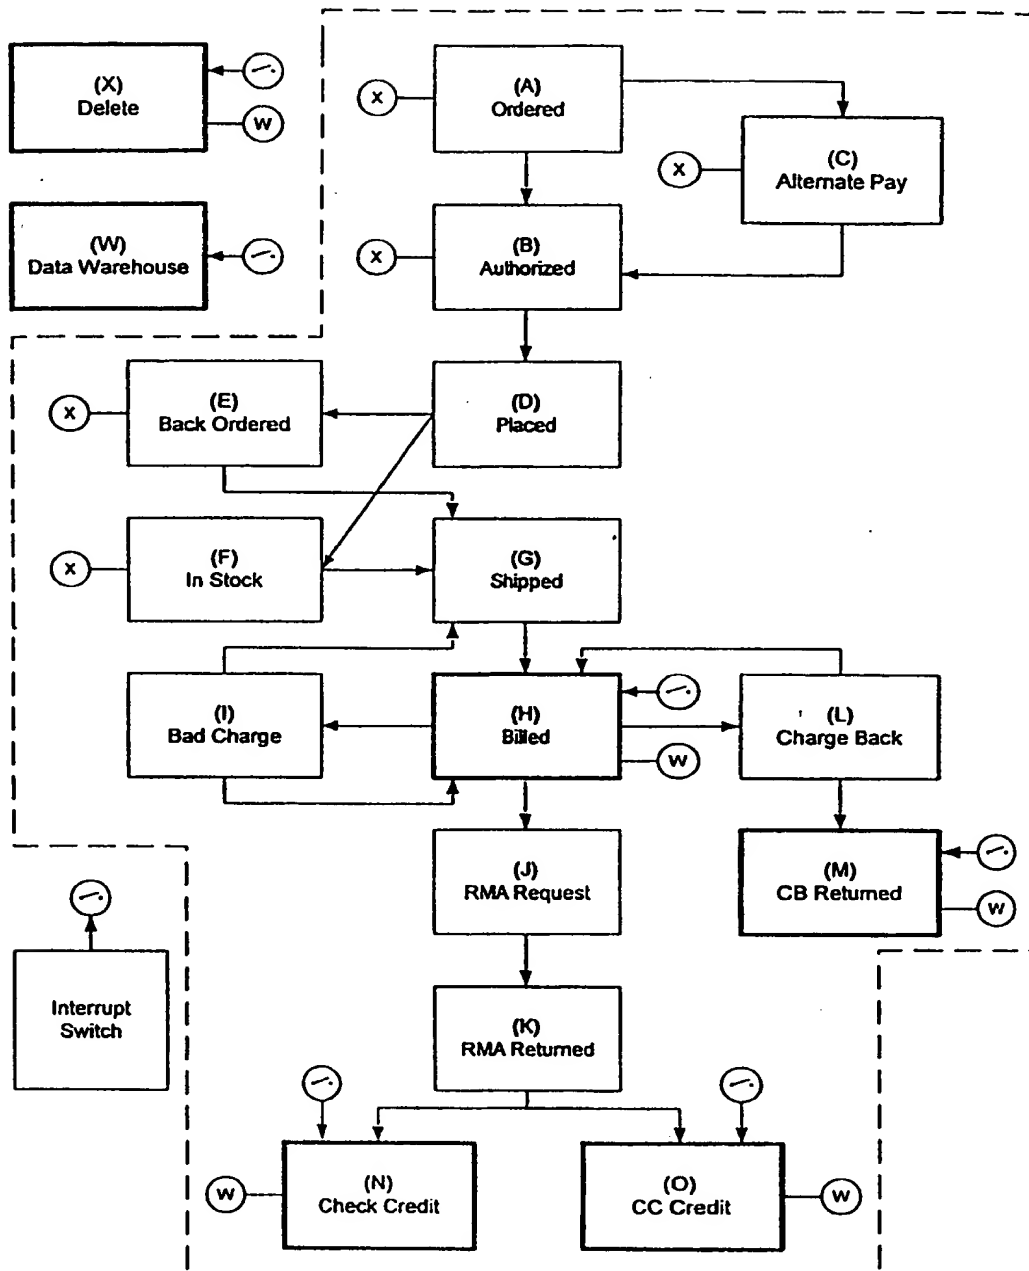 (X)
Delete
W
X
(A)
Ordered
X
(C)
Alternate Pay
(W)
Data Warehouse
X
(B)
Authorized
X
(E)
Back Ordered
(D)
Placed
X
(F)
In Stock
(G)
Shipped
(I)
Bad Charge
(H)
Billed
W
(L)
Charge Back
(J)
RMA Request
(M)
CB Returned
W
Interrupt
Switch
(K)
RMA Returned
W
(N)
Check Credit
(O)
CC Credit
W